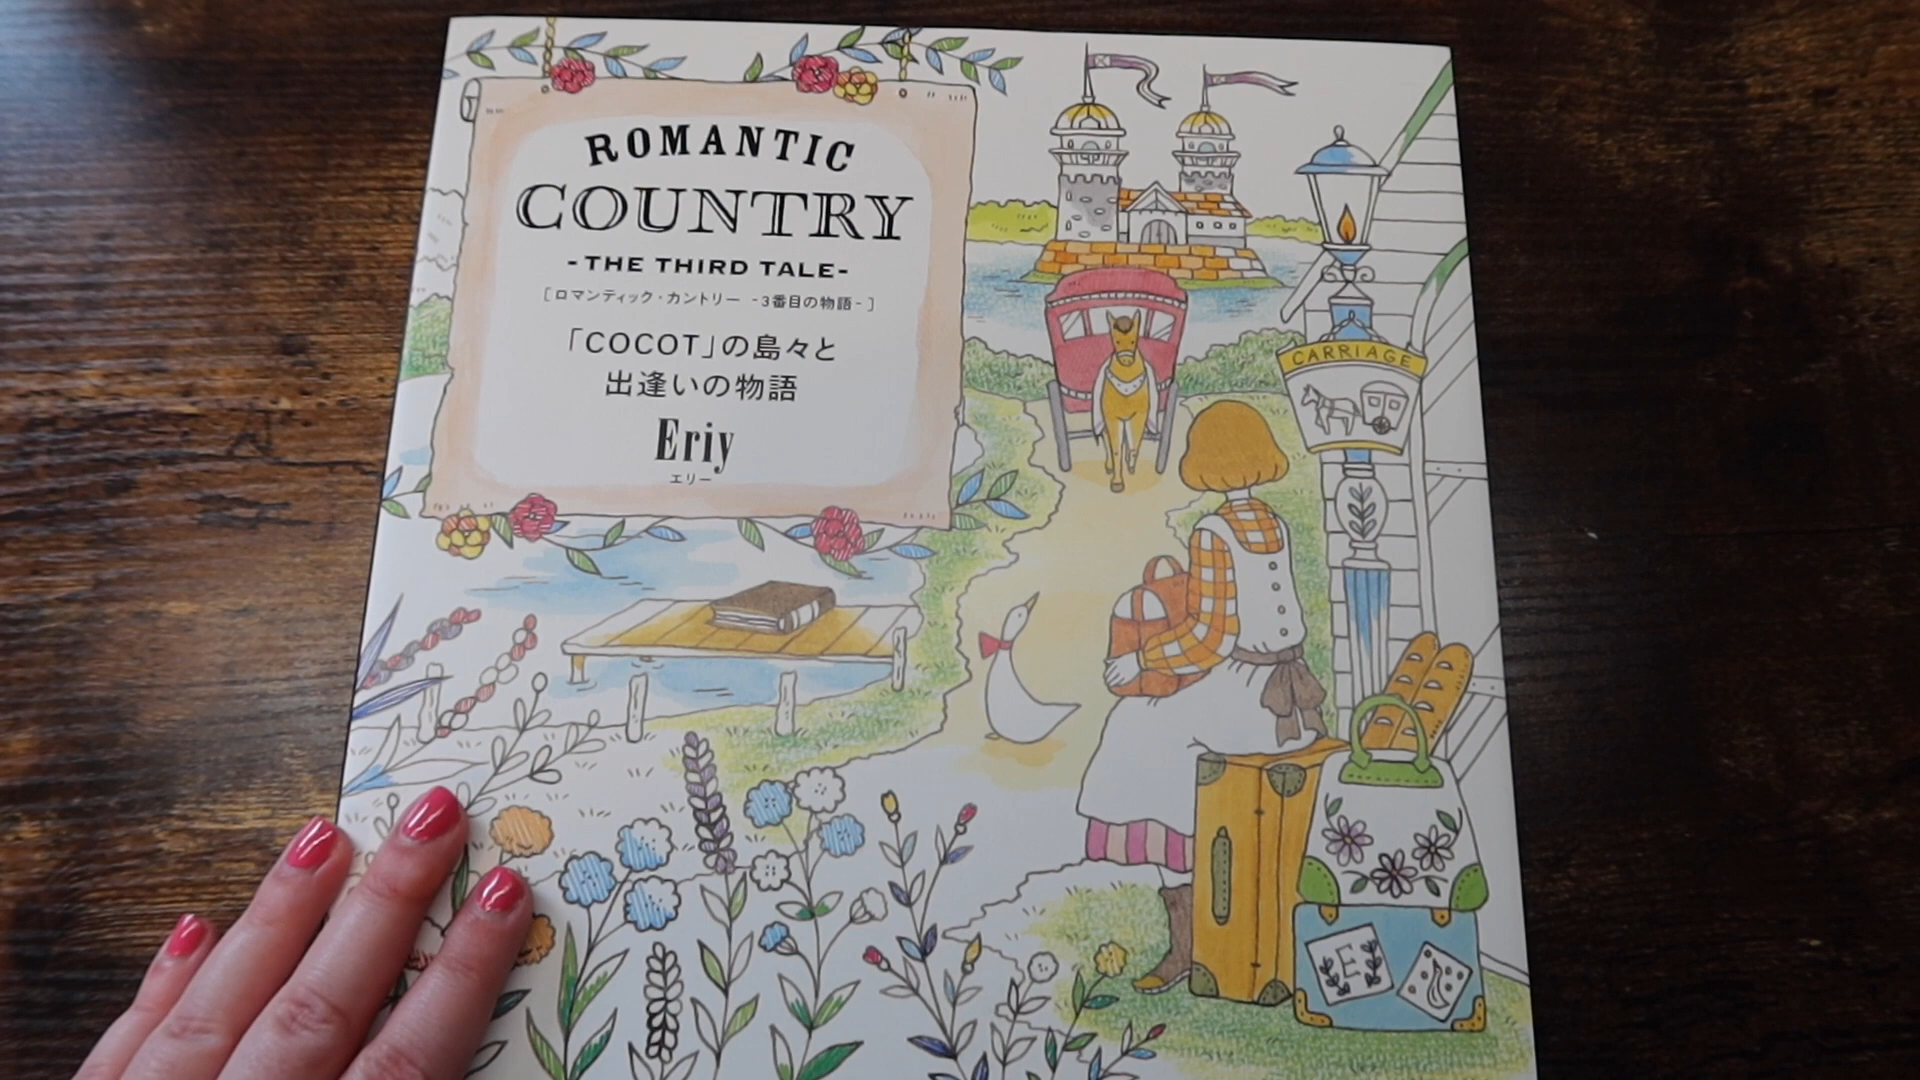 ROMANTIC
COUNTRY
-THE THIRD TALE-
[ロマンティック・カントリー -3番目の物語-]
「COCOT」の島々と
出逢いの物語
Eriy
エリー
CARRIAGE
E